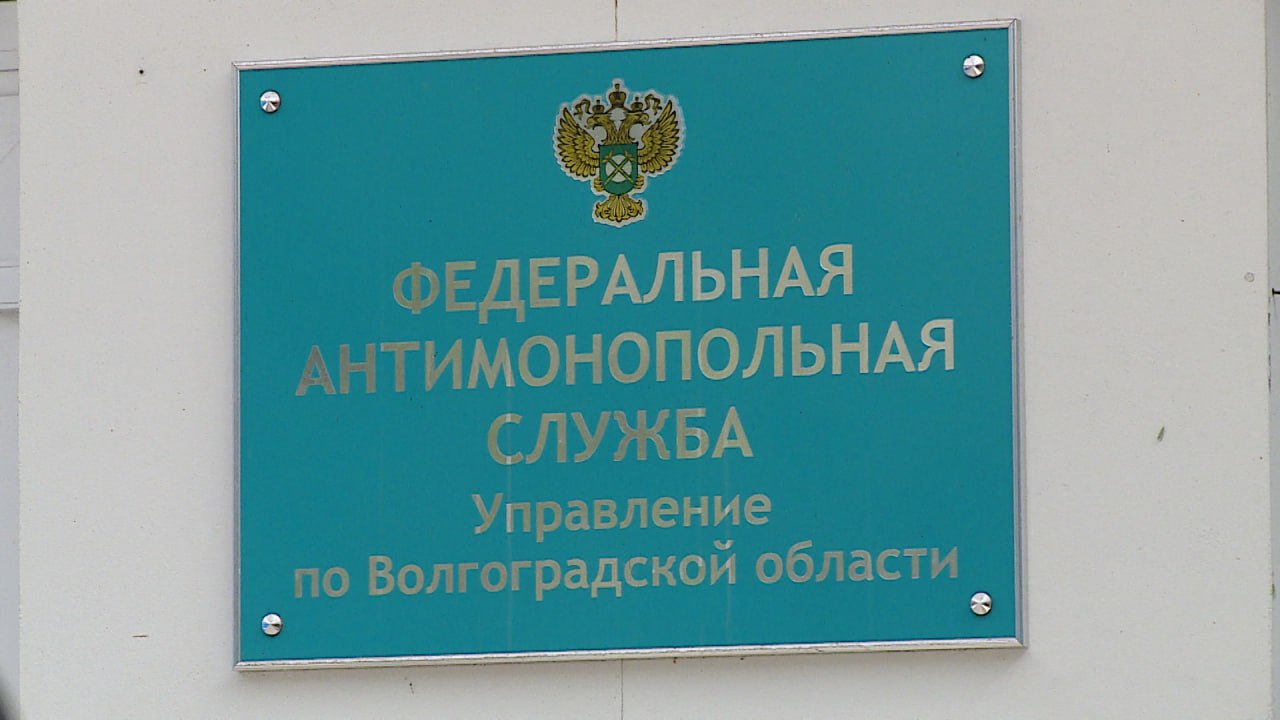 ФЕДЕРАЛЬНАЯ
АНТИМОНОПОЛЬНАЯ
СЛУЖБА
Управление
по Волгоградской области